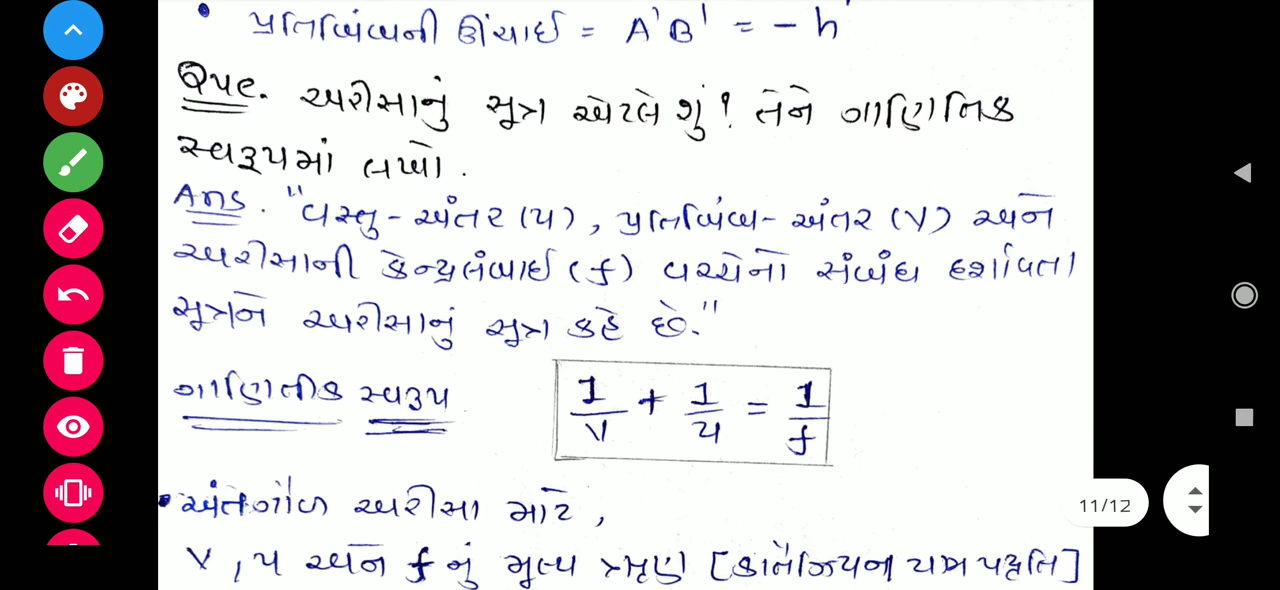 • પ્રતિબિંબની ઊંચાઈ = A'B' = - h'
Que. અરીસાનું સૂત્ર એટલે શું? તેને ગાણિતિક
સ્વરૂપમાં લખો.
Ans. "વસ્તુ-અંતર (u), પ્રતિબિંબ-અંતર (v) અને
અરીસાની કેન્દ્રલંબાઈ (f) વચ્ચેનો સંબંધ દર્શાવતા
સૂત્રને અરીસાનું સૂત્ર કહે છે."
ગાણિતીક સ્વરૂપ 1/v + 1/u = 1/f
• અંતર્ગોળ અરીસા માટે,
v, u અને f નું મૂલ્ય ઋણ [કાર્તેઝિયન યામ પદ્ધતિ]
11/12